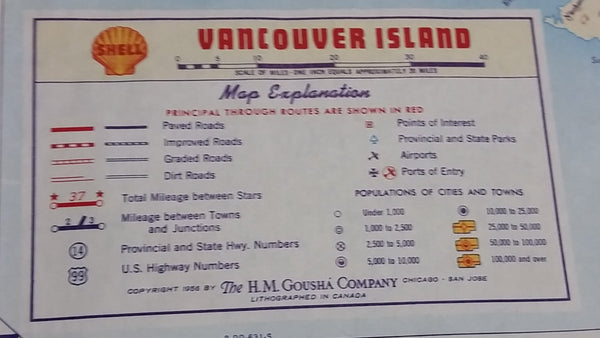 SHELL
VANCOUVER ISLAND
0 5 10 20 30 40
SCALE OF MILES-ONE INCH EQUALS APPROXIMATELY
Map Explanation
PRINCIPAL THROUGH ROUTES ARE SHOWN IN RED
Paved Roads
Improved Roads
Graded Roads
Dirt Roads
37 Total Mileage between Stars
2 3 Mileage between Towns
and Junctions
14 Provincial and State Hwy. Numbers
99 U.S. Highway Numbers
Points of Interest
Provincial and State Parks
Airports
Ports of Entry
POPULATIONS OF CITIES AND TOWNS
Under 1,000
1,000 to 2,500
2,500 to 5,000
5,000 to 10,000
10,000 to 25,000
25,000 to 50,000
50,000 to 100,000
100,000 and over
COPYRIGHT 1956 BY The H.M. GOUSHÁ COMPANY CHICAGO - SAN JOSE
LITHOGRAPHED IN CANADA